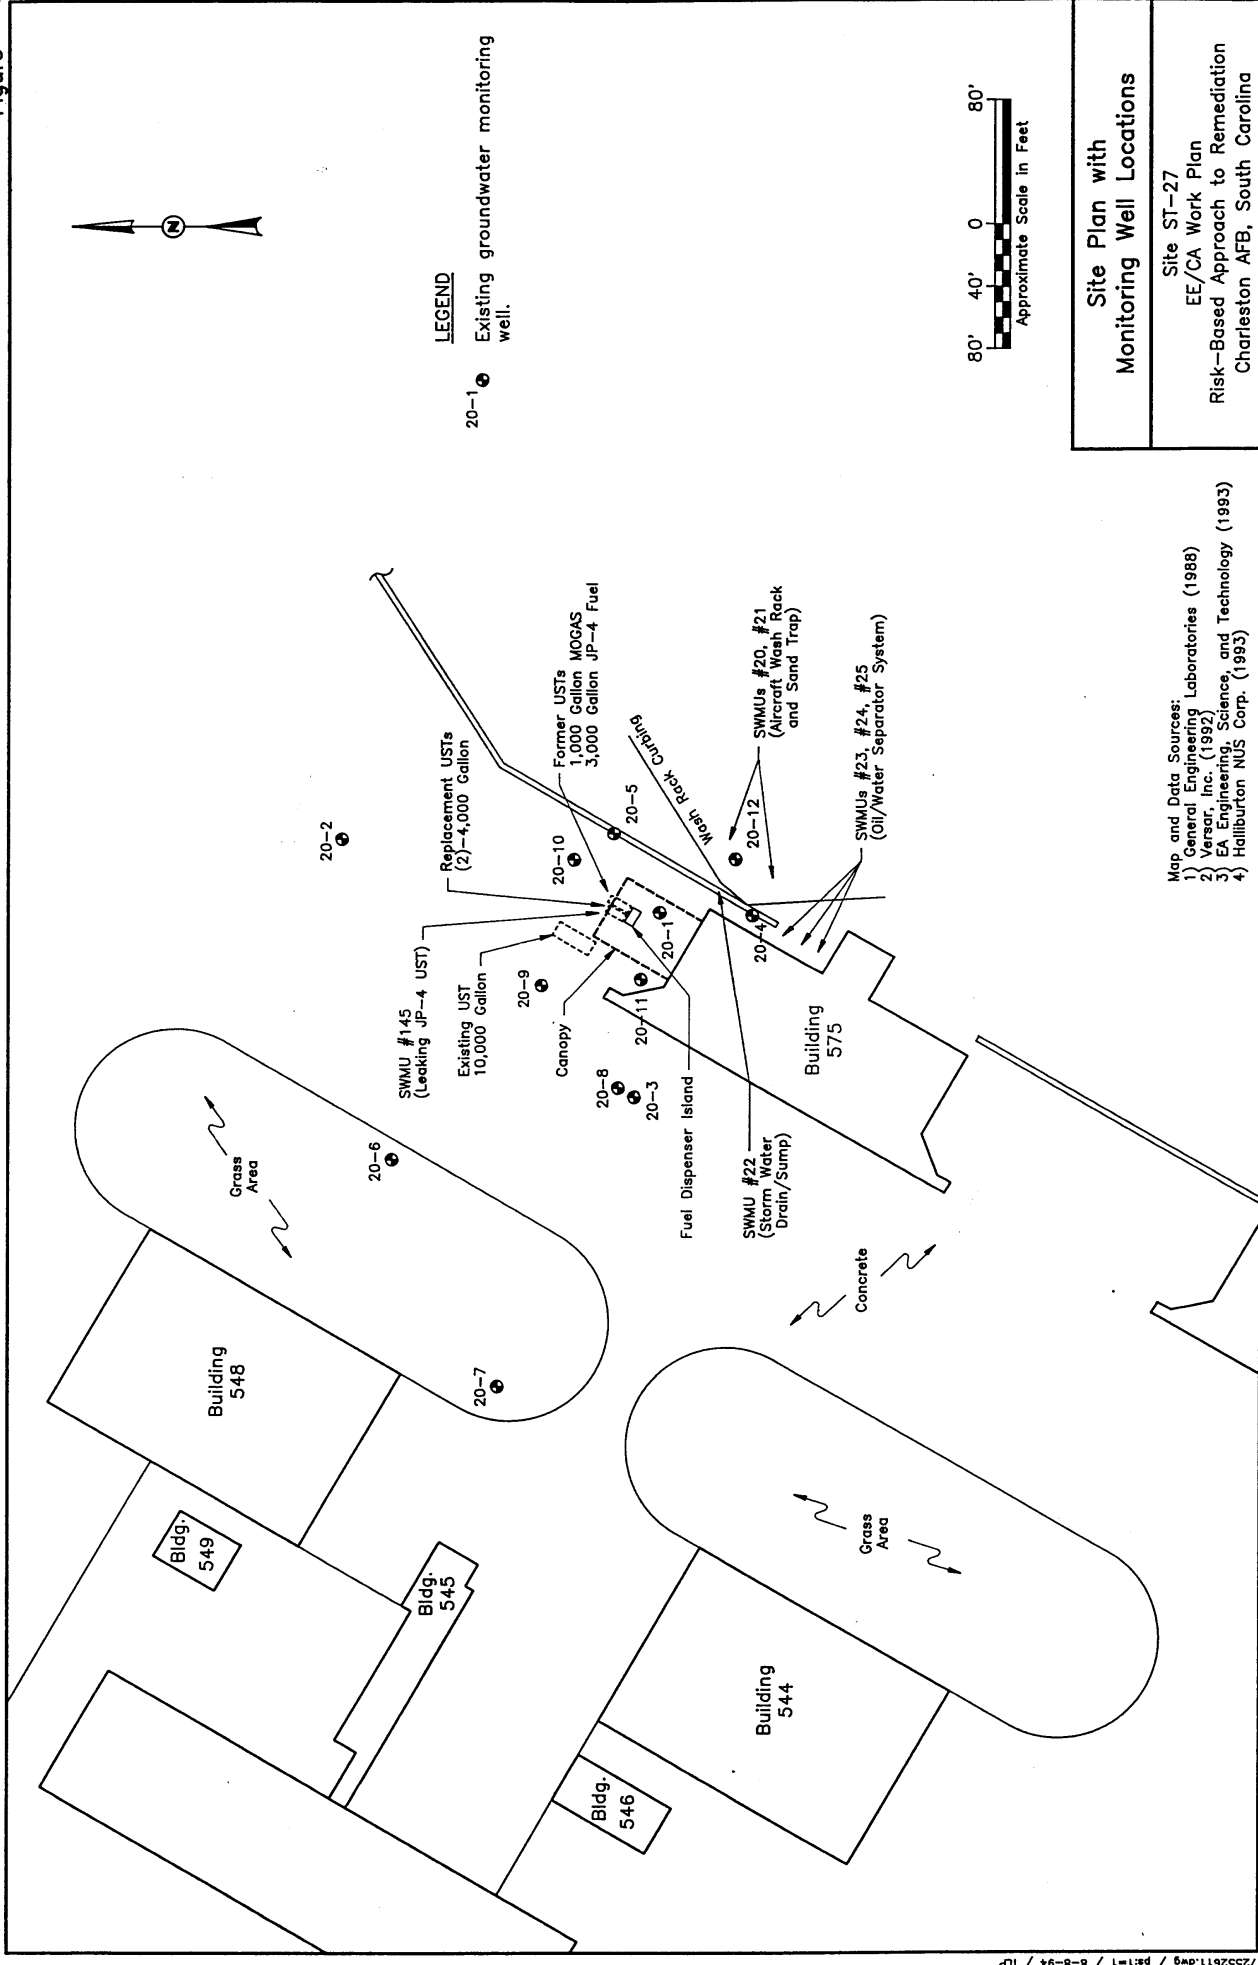 Figure
LEGEND
20-1
Existing groundwater monitoring
well.
N
80' 40' 0 80'
Approximate Scale in Feet
Site Plan with
Monitoring Well Locations
Site ST-27
EE/CA Work Plan
Risk-Based Approach to Remediation
Charleston AFB, South Carolina
Map and Data Sources:
1) General Engineering Laboratories (1988)
2) Versar, Inc. (1992)
3) EA Engineering, Science, and Technology (1993)
4) Halliburton NUS Corp. (1993)
Bldg.
549
Building
548
Grass
Area
20-6
20-7
20-2
Bldg.
545
SWMU #145
(Leaking JP-4 UST)
Existing UST
10,000 Gallon
Replacement USTs
(2)-4,000 Gallon
Former USTs
1,000 Gallon MOGAS
3,000 Gallon JP-4 Fuel
20-9
20-10
Canopy
20-8
20-3
20-11
20-1
20-5
Wash Rack Curbing
Fuel Dispenser Island
SWMU #22
(Storm Water
Drain/Sump)
20-4
20-12
SWMUs #20, #21
(Aircraft Wash Rack
and Sand Trap)
SWMUs #23, #24, #25
(Oil/Water Separator System)
Building
575
Concrete
Bldg.
546
Building
544
Grass
Area